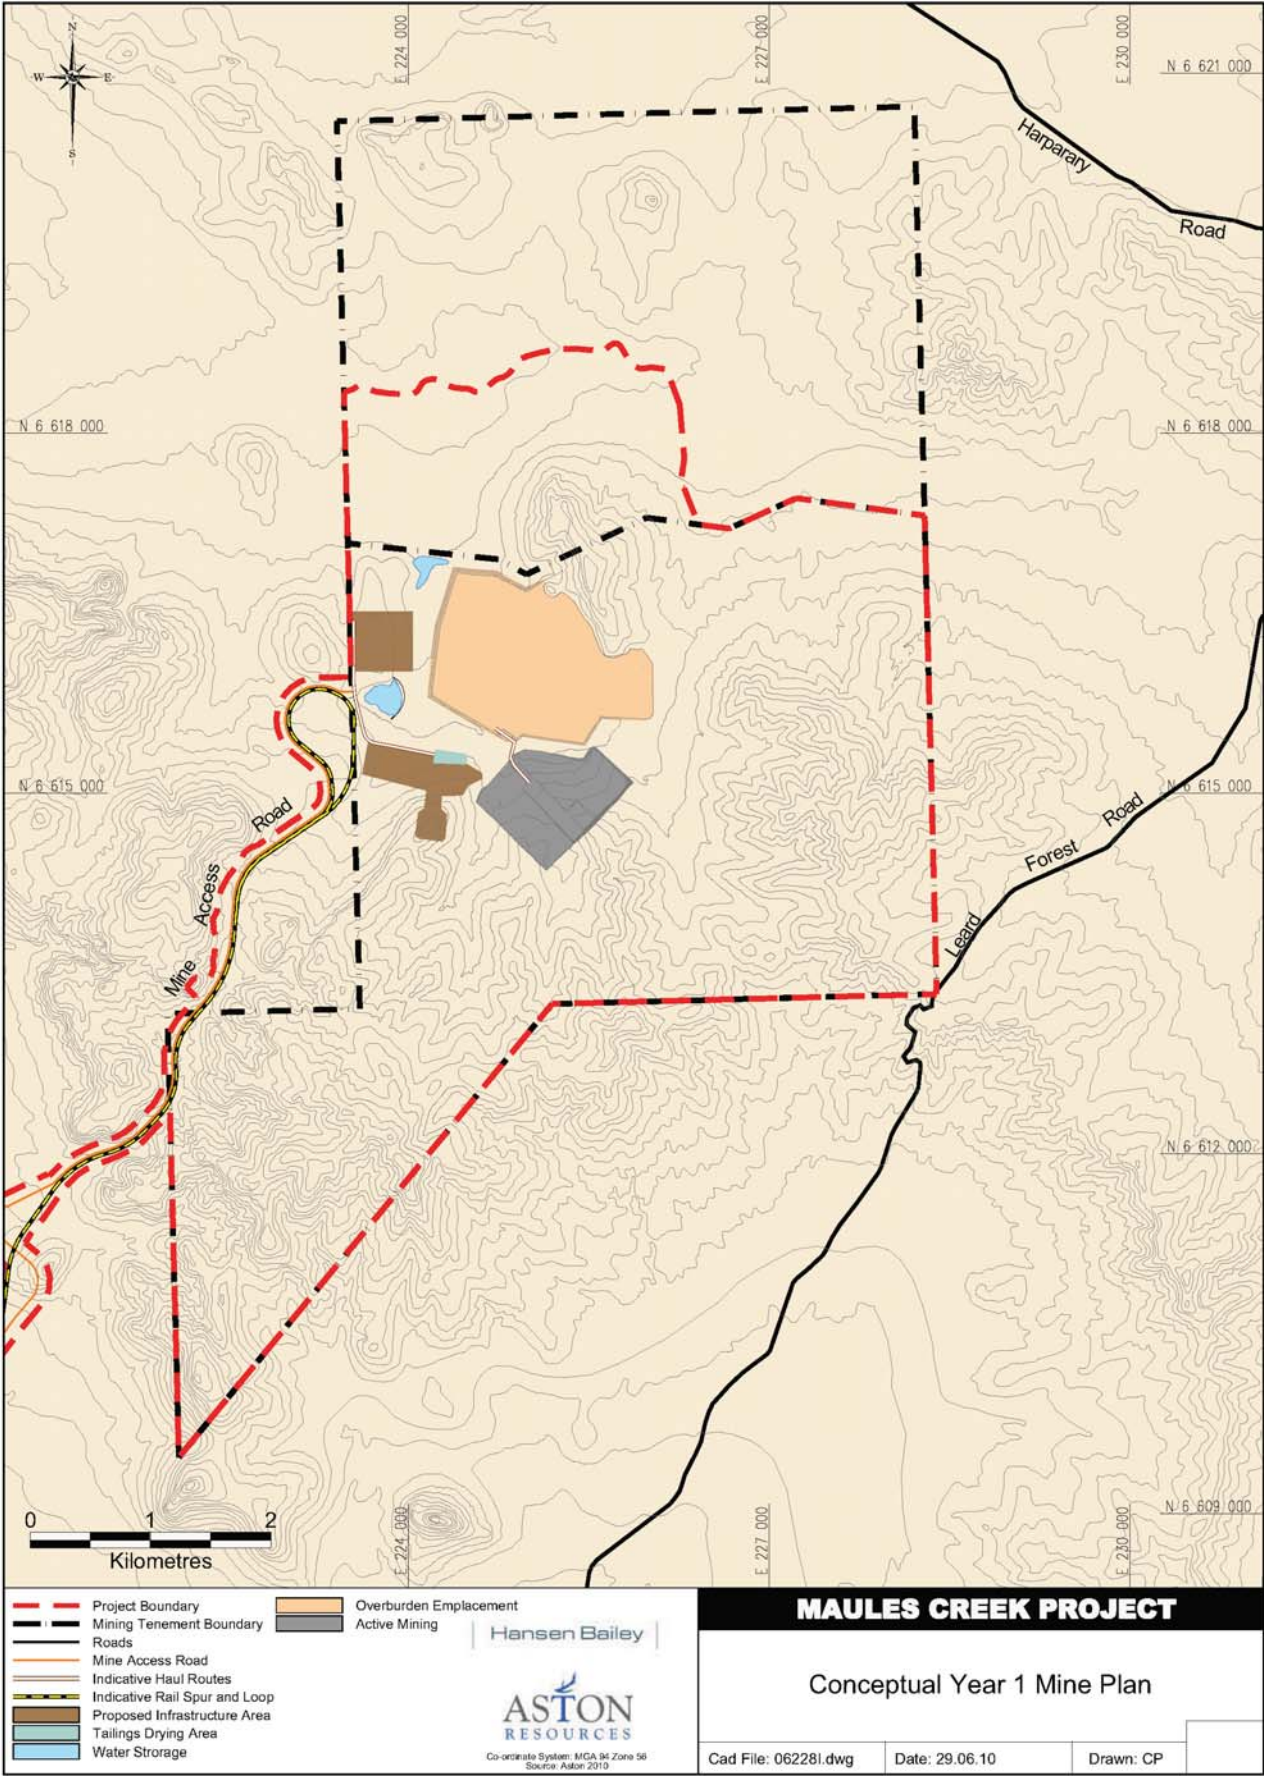 E 224 000
E 227 000
E 230 000
N
W
E
S
N 6 621 000
Harparary
Road
N 6 618 000
N 6 618 000
N 6 615 000
N 6 615 000
Road
Access
Mine
Road
Forest
Leard
N 6 612 000
N 6 609 000
E 224 000
E 227 000
E 230 000
0 1 2
Kilometres
Project Boundary
Mining Tenement Boundary
Roads
Mine Access Road
Indicative Haul Routes
Indicative Rail Spur and Loop
Proposed Infrastructure Area
Tailings Drying Area
Water Strorage
Overburden Emplacement
Active Mining
Hansen Bailey
ASTON
RESOURCES
Co-ordinate System: MGA 94 Zone 56
Source: Aston 2010
MAULES CREEK PROJECT
Conceptual Year 1 Mine Plan
Cad File: 06228I.dwg
Date: 29.06.10
Drawn: CP